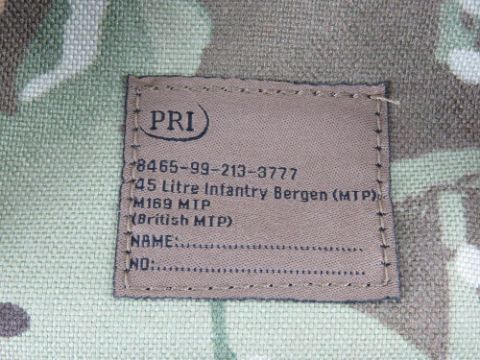 PRI
8465-99-213-3777
45 Litre Infantry Bergen (MTP)
M169 MTP
(British MTP)
NAME:..............................
NO:..................................